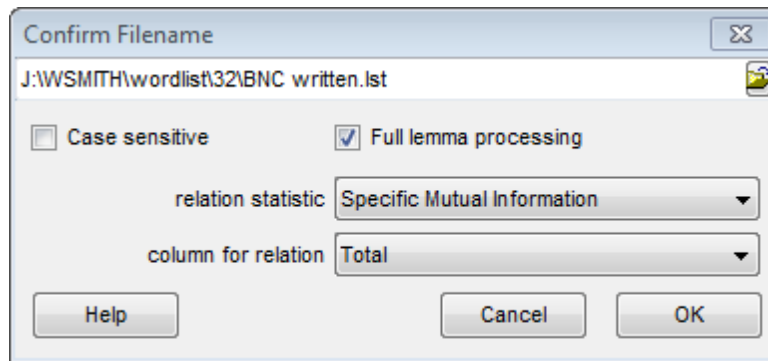 Confirm Filename
J:\WSMITH\wordlist\32\BNC written.lst
Case sensitive Full lemma processing
relation statistic Specific Mutual Information
column for relation Total
Help Cancel OK